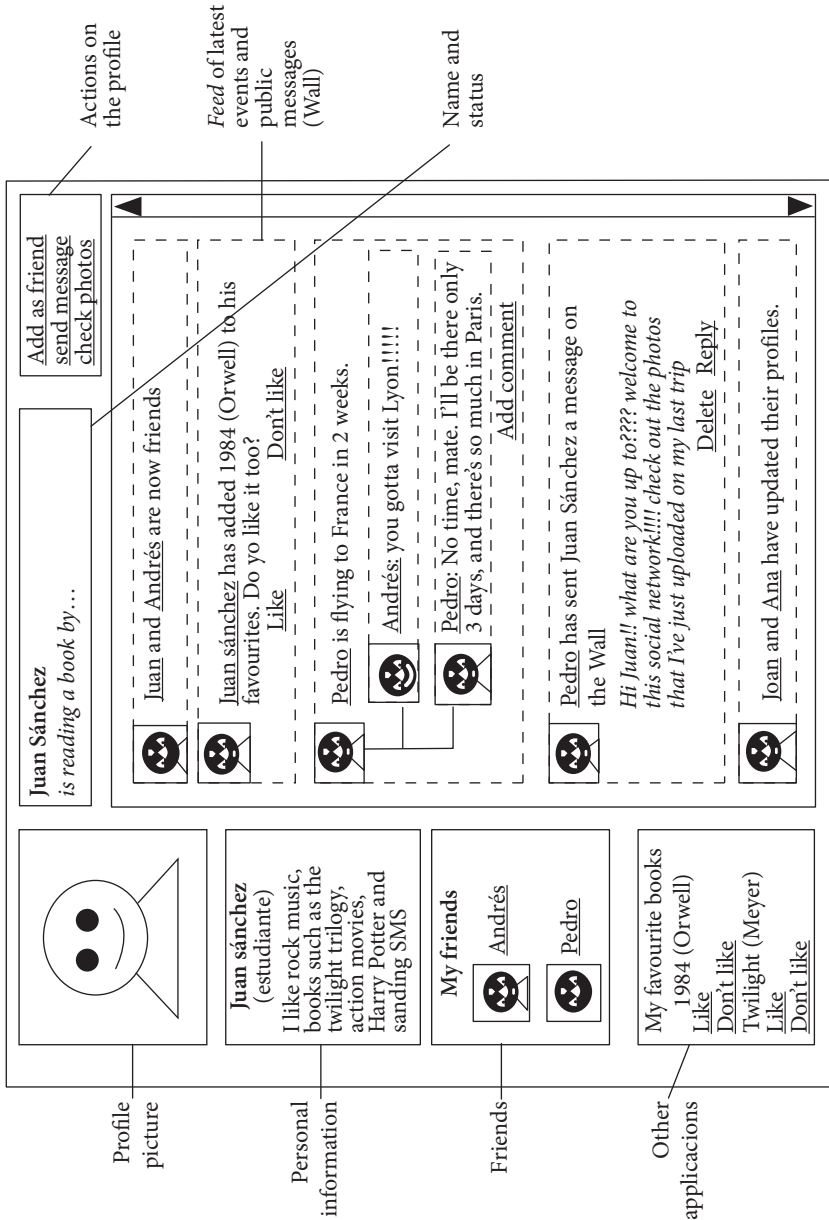 Profile
picture
Personal
information
Friends
Other
applicacions
Juan sánchez
(estudiante)
I like rock music,
books such as the
twilight trilogy,
action movies,
Harry Potter and
sanding SMS
My friends
Andrés
Pedro
My favourite books
1984 (Orwell)
Like
Don't like
Twilight (Meyer)
Like
Don't like
Juan Sánchez
is reading a book by…
Add as friend
send message
check photos
Juan and Andrés are now friends
Juan sánchez has added 1984 (Orwell) to his
favourites. Do yo like it too?
Like Don't like
Pedro is flying to France in 2 weeks.
Andrés: you gotta visit Lyon!!!!!
Pedro: No time, mate. I'll be there only
3 days, and there's so much in Paris.
Add comment
Pedro has sent Juan Sánchez a message on
the Wall
Hi Juan!! what are you up to???? welcome to
this social network!!!! check out the photos
that I've just uploaded on my last trip
Delete Reply
Joan and Ana have updated their profiles.
Actions on
the profile
Feed of latest
events and
public
messages
(Wall)
Name and
status